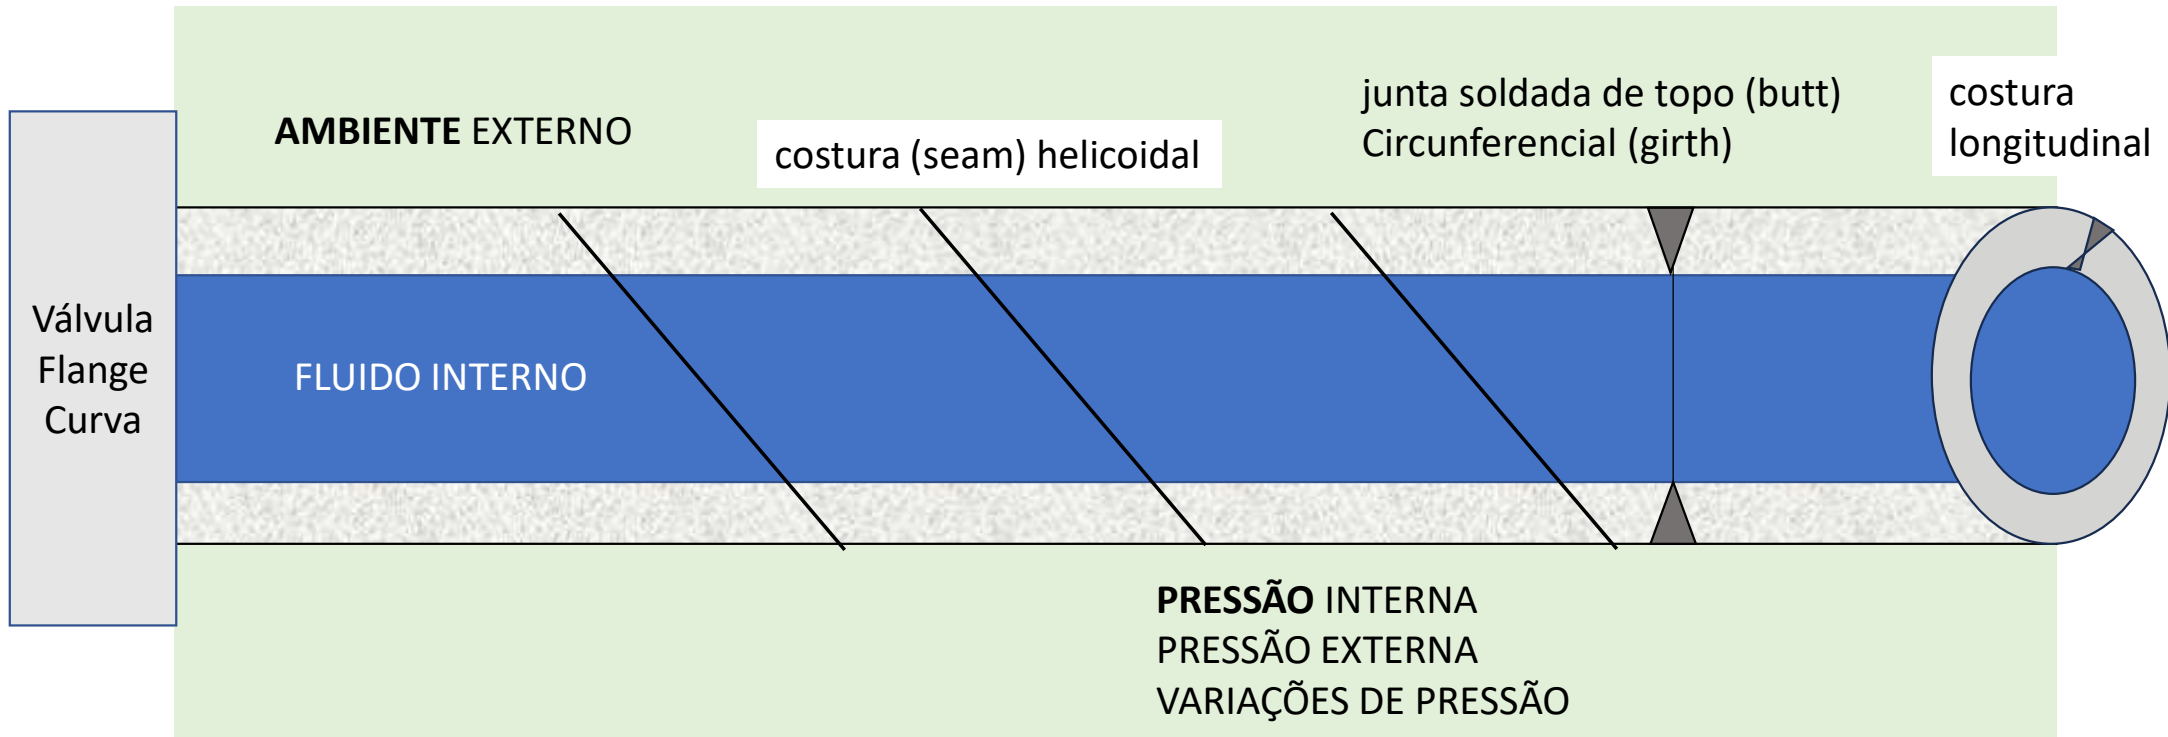 AMBIENTE EXTERNO
costura (seam) helicoidal
junta soldada de topo (butt)
Circunferencial (girth)
costura
longitudinal
Válvula
Flange
Curva
FLUIDO INTERNO
PRESSÃO INTERNA
PRESSÃO EXTERNA
VARIAÇÕES DE PRESSÃO